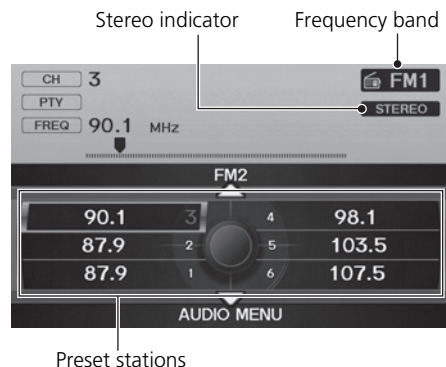 Stereo indicator Frequency band
CH 3 FM1
PTY STEREO
FREQ 90.1 MHz
FM2
90.1 3 4 98.1
87.9 2 5 103.5
87.9 1 6 107.5
AUDIO MENU
Preset stations